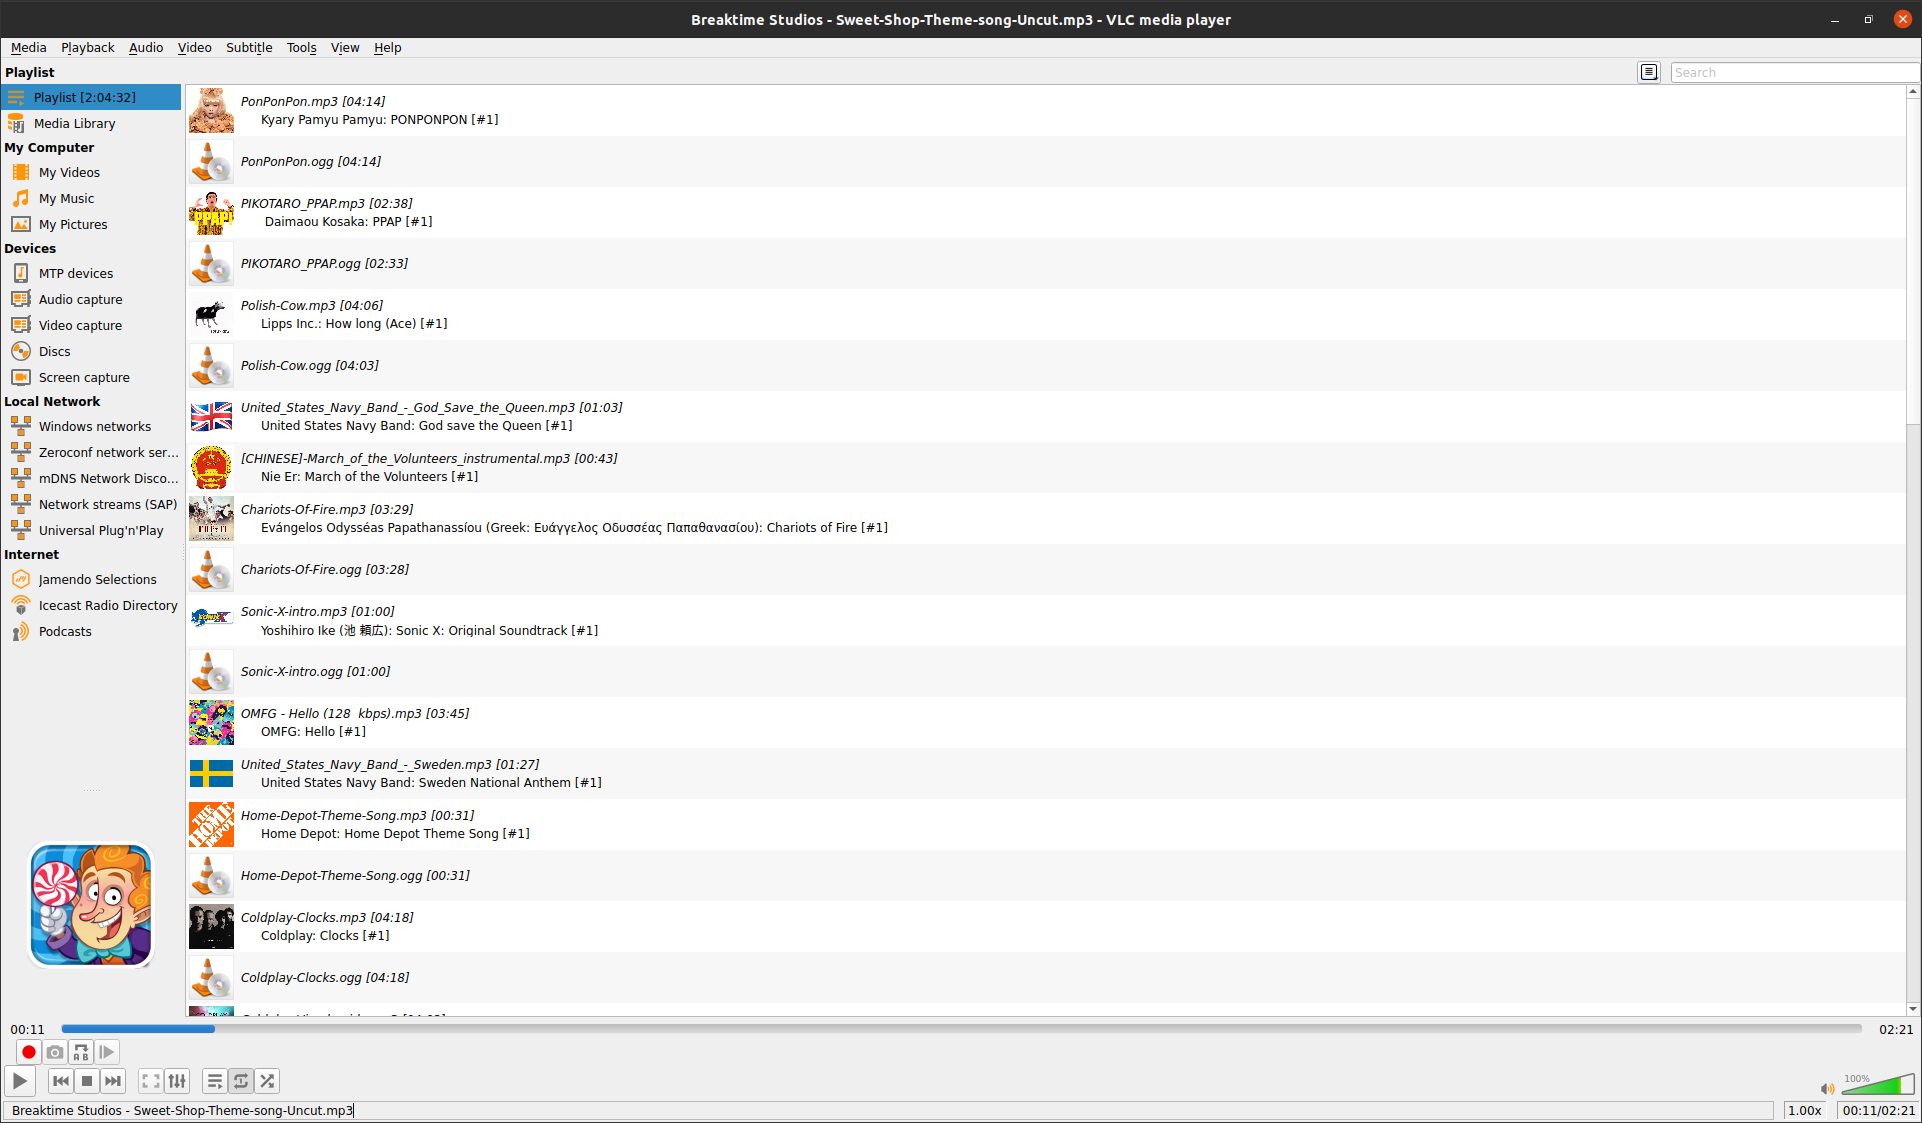 Breaktime Studios - Sweet-Shop-Theme-song-Uncut.mp3 - VLC media player
Media Playback Audio Video Subtitle Tools View Help
Playlist
Search
Playlist [2:04:32]
Media Library
My Computer
My Videos
My Music
My Pictures
Devices
MTP devices
Audio capture
Video capture
Discs
Screen capture
Local Network
Windows networks
Zeroconf network ser...
mDNS Network Disco...
Network streams (SAP)
Universal Plug'n'Play
Internet
Jamendo Selections
Icecast Radio Directory
Podcasts
PonPonPon.mp3 [04:14]
Kyary Pamyu Pamyu: PONPONPON [#1]
PonPonPon.ogg [04:14]
PPAP
PIKOTARO_PPAP.mp3 [02:38]
Daimaou Kosaka: PPAP [#1]
PIKOTARO_PPAP.ogg [02:33]
Polish-Cow.mp3 [04:06]
Lipps Inc.: How long (Ace) [#1]
Polish-Cow.ogg [04:03]
United_States_Navy_Band_-_God_Save_the_Queen.mp3 [01:03]
United States Navy Band: God save the Queen [#1]
[CHINESE]-March_of_the_Volunteers_instrumental.mp3 [00:43]
Nie Er: March of the Volunteers [#1]
Chariots-Of-Fire.mp3 [03:29]
Evángelos Odysséas Papathanassíou (Greek: Ευάγγελος Οδυσσέας Παπαθανασίου): Chariots of Fire [#1]
Chariots-Of-Fire.ogg [03:28]
Sonic-X-intro.mp3 [01:00]
Yoshihiro Ike (池 頼広): Sonic X: Original Soundtrack [#1]
Sonic-X-intro.ogg [01:00]
OMFG - Hello (128  kbps).mp3 [03:45]
OMFG: Hello [#1]
United_States_Navy_Band_-_Sweden.mp3 [01:27]
United States Navy Band: Sweden National Anthem [#1]
THE HOME DEPOT
Home-Depot-Theme-Song.mp3 [00:31]
Home Depot: Home Depot Theme Song [#1]
Home-Depot-Theme-Song.ogg [00:31]
Coldplay-Clocks.mp3 [04:18]
Coldplay: Clocks [#1]
Coldplay-Clocks.ogg [04:18]
00:11
02:21
A B
100%
Breaktime Studios - Sweet-Shop-Theme-song-Uncut.mp3
1.00x
00:11/02:21